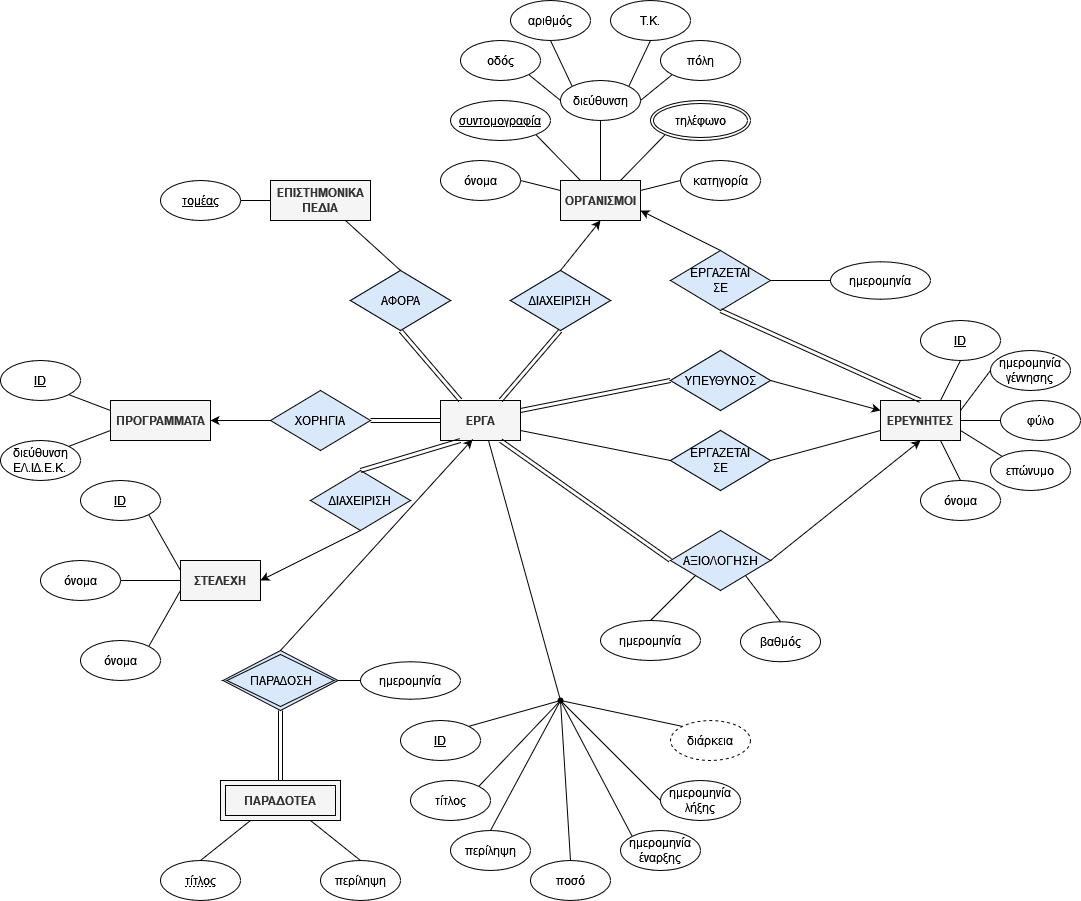 αριθμός
Τ.Κ.
οδός
πόλη
διεύθυνση
συντομογραφία
τηλέφωνο
όνομα
κατηγορία
ΟΡΓΑΝΙΣΜΟΙ
τομέας
ΕΠΙΣΤΗΜΟΝΙΚΑ
ΠΕΔΙΑ
ΑΦΟΡΑ
ΔΙΑΧΕΙΡΙΣΗ
ΕΡΓΑΖΕΤΑΙ
ΣΕ
ημερομηνία
ID
ημερομηνία
γέννησης
ID
ΥΠΕΥΘΥΝΟΣ
ΠΡΟΓΡΑΜΜΑΤΑ
ΧΟΡΗΓΙΑ
ΕΡΓΑ
ΕΡΕΥΝΗΤΕΣ
φύλο
διεύθυνση
ΕΛ.ΙΔ.Ε.Κ.
ΕΡΓΑΖΕΤΑΙ
ΣΕ
επώνυμο
όνομα
ID
ΔΙΑΧΕΙΡΙΣΗ
όνομα
ΣΤΕΛΕΧΗ
όνομα
ΑΞΙΟΛΟΓΗΣΗ
ημερομηνία
βαθμός
ΠΑΡΑΔΟΣΗ
ημερομηνία
ID
διάρκεια
ΠΑΡΑΔΟΤΕΑ
τίτλος
ημερομηνία
λήξης
περίληψη
ημερομηνία
έναρξης
τίτλος
περίληψη
ποσό